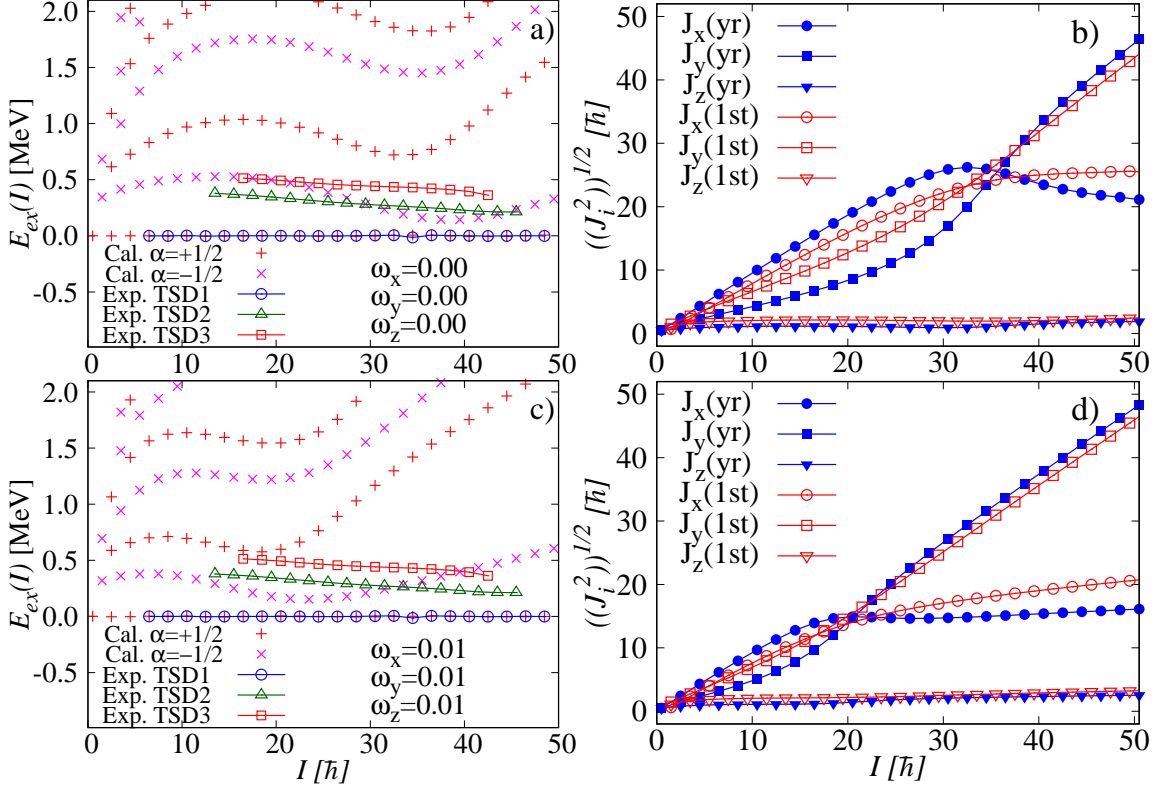 a)
E_ex(I) [MeV]
2.0
1.5
1.0
0.5
0.0
-0.5
Cal. α=+1/2
Cal. α=−1/2
Exp. TSD1
Exp. TSD2
Exp. TSD3
ω_x=0.00
ω_y=0.00
ω_z=0.00
0 10 20 30 40 50
b)
((J_i^2))^1/2 [ħ]
50
40
30
20
10
0
J_x(yr)
J_y(yr)
J_z(yr)
J_x(1st)
J_y(1st)
J_z(1st)
0 10 20 30 40 50
c)
E_ex(I) [MeV]
2.0
1.5
1.0
0.5
0.0
-0.5
Cal. α=+1/2
Cal. α=−1/2
Exp. TSD1
Exp. TSD2
Exp. TSD3
ω_x=0.01
ω_y=0.01
ω_z=0.01
0 10 20 30 40 50
I [ħ]
d)
((J_i^2))^1/2 [ħ]
50
40
30
20
10
0
J_x(yr)
J_y(yr)
J_z(yr)
J_x(1st)
J_y(1st)
J_z(1st)
0 10 20 30 40 50
I [ħ]